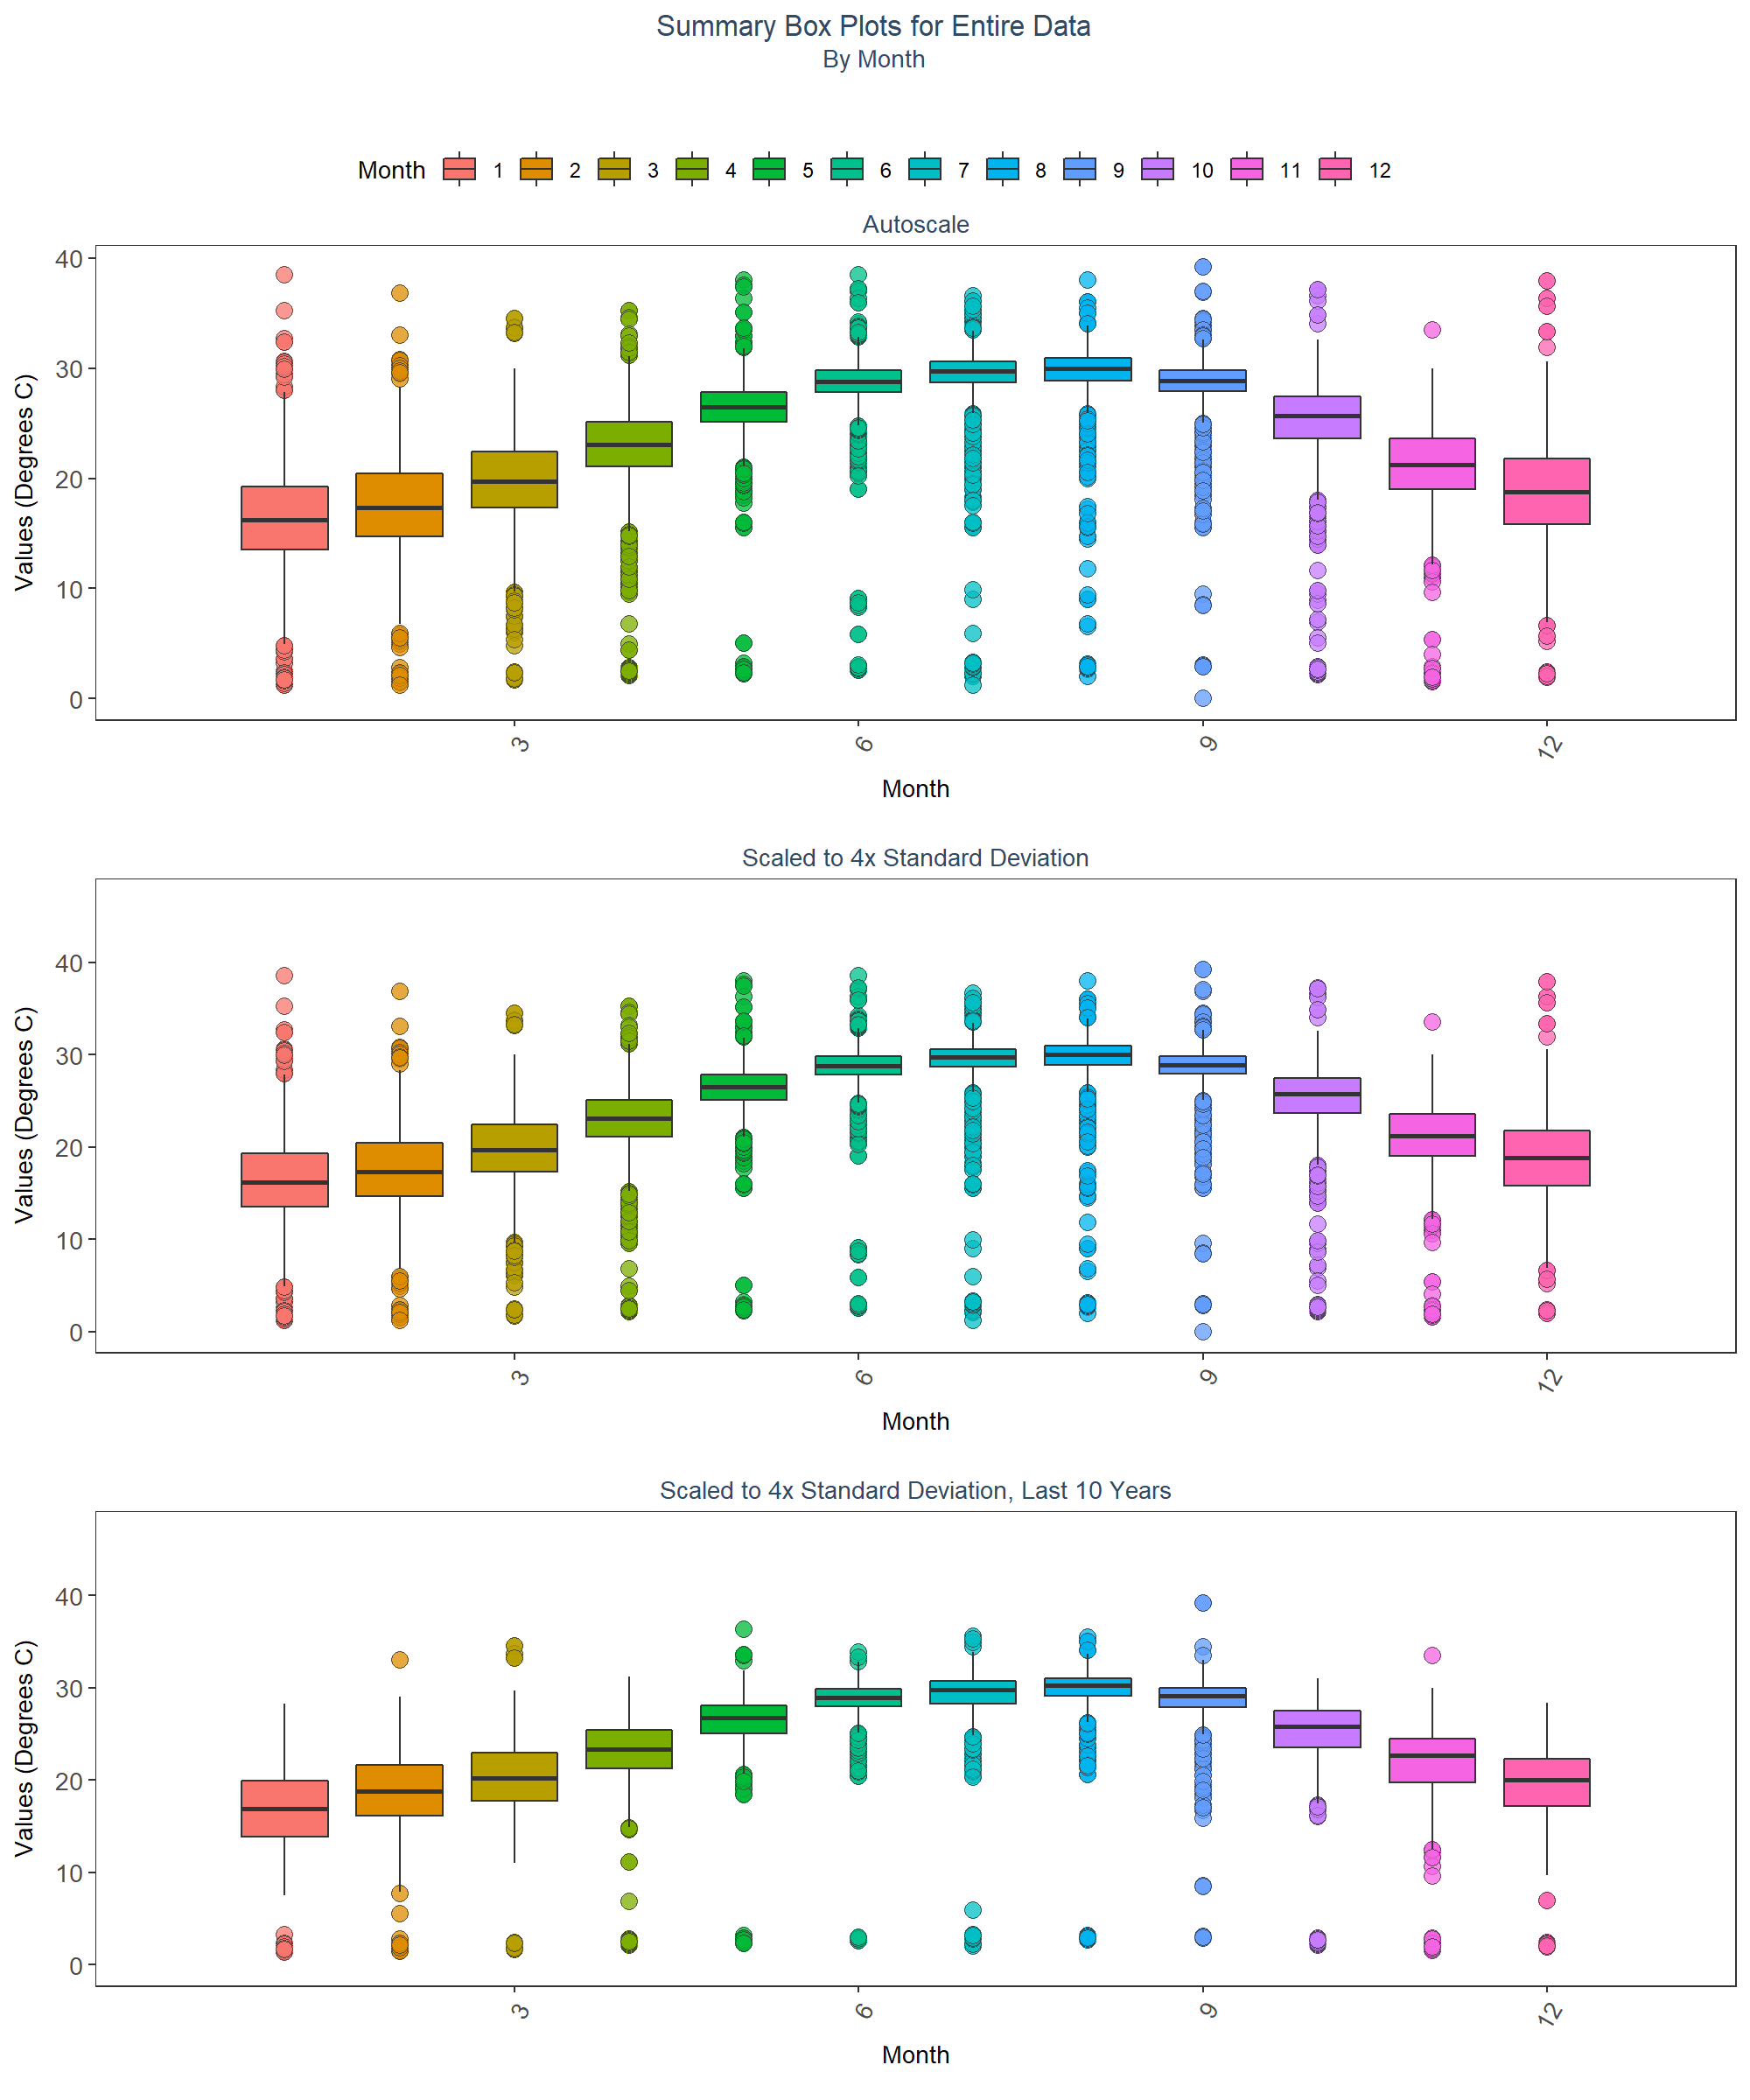 Summary Box Plots for Entire Data
By Month
Month 1 2 3 4 5 6 7 8 9 10 11 12
Autoscale
Values (Degrees C)
40
30
20
10
0
3 6 9 12
Month
Scaled to 4x Standard Deviation
Values (Degrees C)
40
30
20
10
0
3 6 9 12
Month
Scaled to 4x Standard Deviation, Last 10 Years
Values (Degrees C)
40
30
20
10
0
3 6 9 12
Month